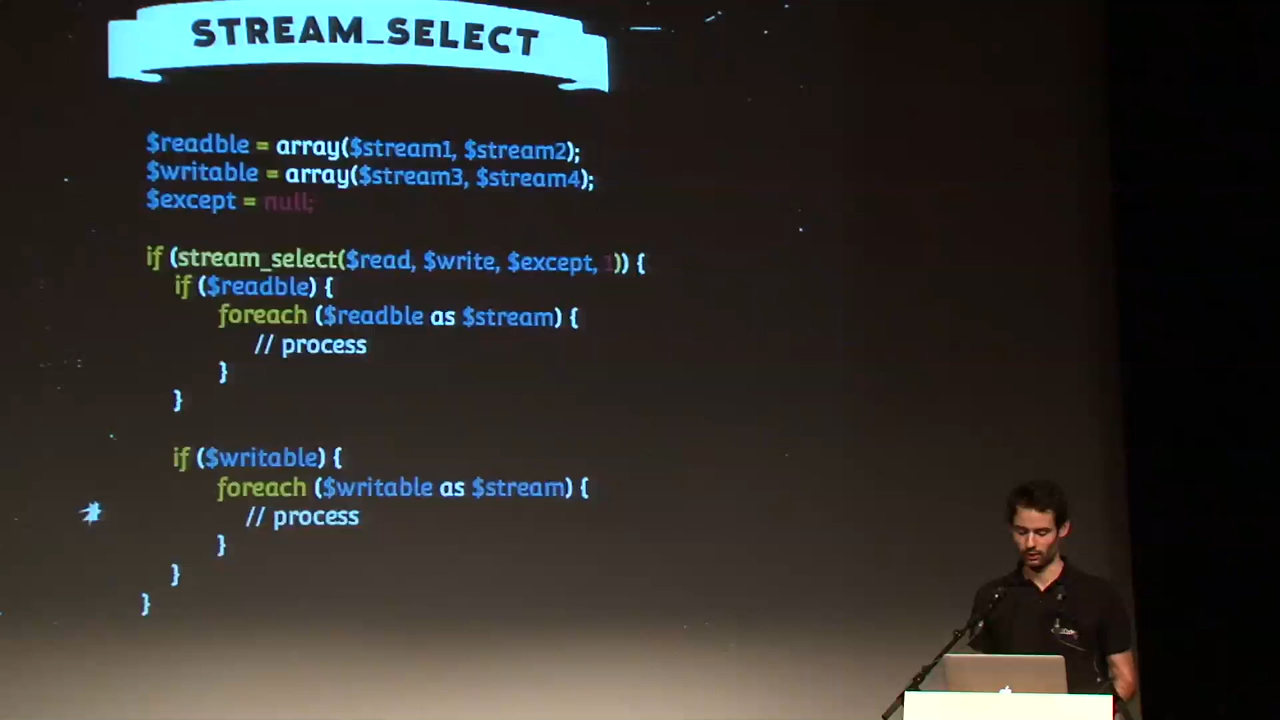 STREAM_SELECT
$readble = array($stream1, $stream2);
$writable = array($stream3, $stream4);
$except = null;
if (stream_select($read, $write, $except, 1)) {
if ($readble) {
foreach ($readble as $stream) {
// process
}
}
if ($writable) {
foreach ($writable as $stream) {
// process
}
}
}